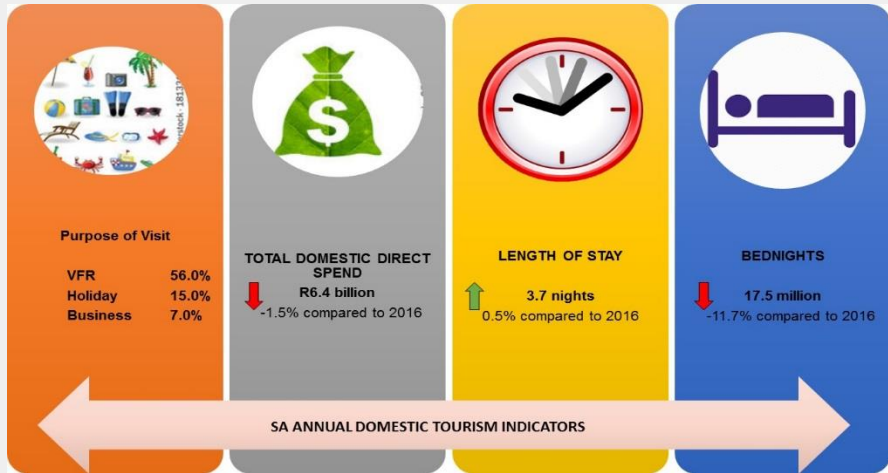 Purpose of Visit
VFR 56.0%
Holiday 15.0%
Business 7.0%
$
TOTAL DOMESTIC DIRECT
SPEND
R6.4 billion
-1.5% compared to 2016
LENGTH OF STAY
3.7 nights
0.5% compared to 2016
BEDNIGHTS
17.5 million
-11.7% compared to 2016
SA ANNUAL DOMESTIC TOURISM INDICATORS